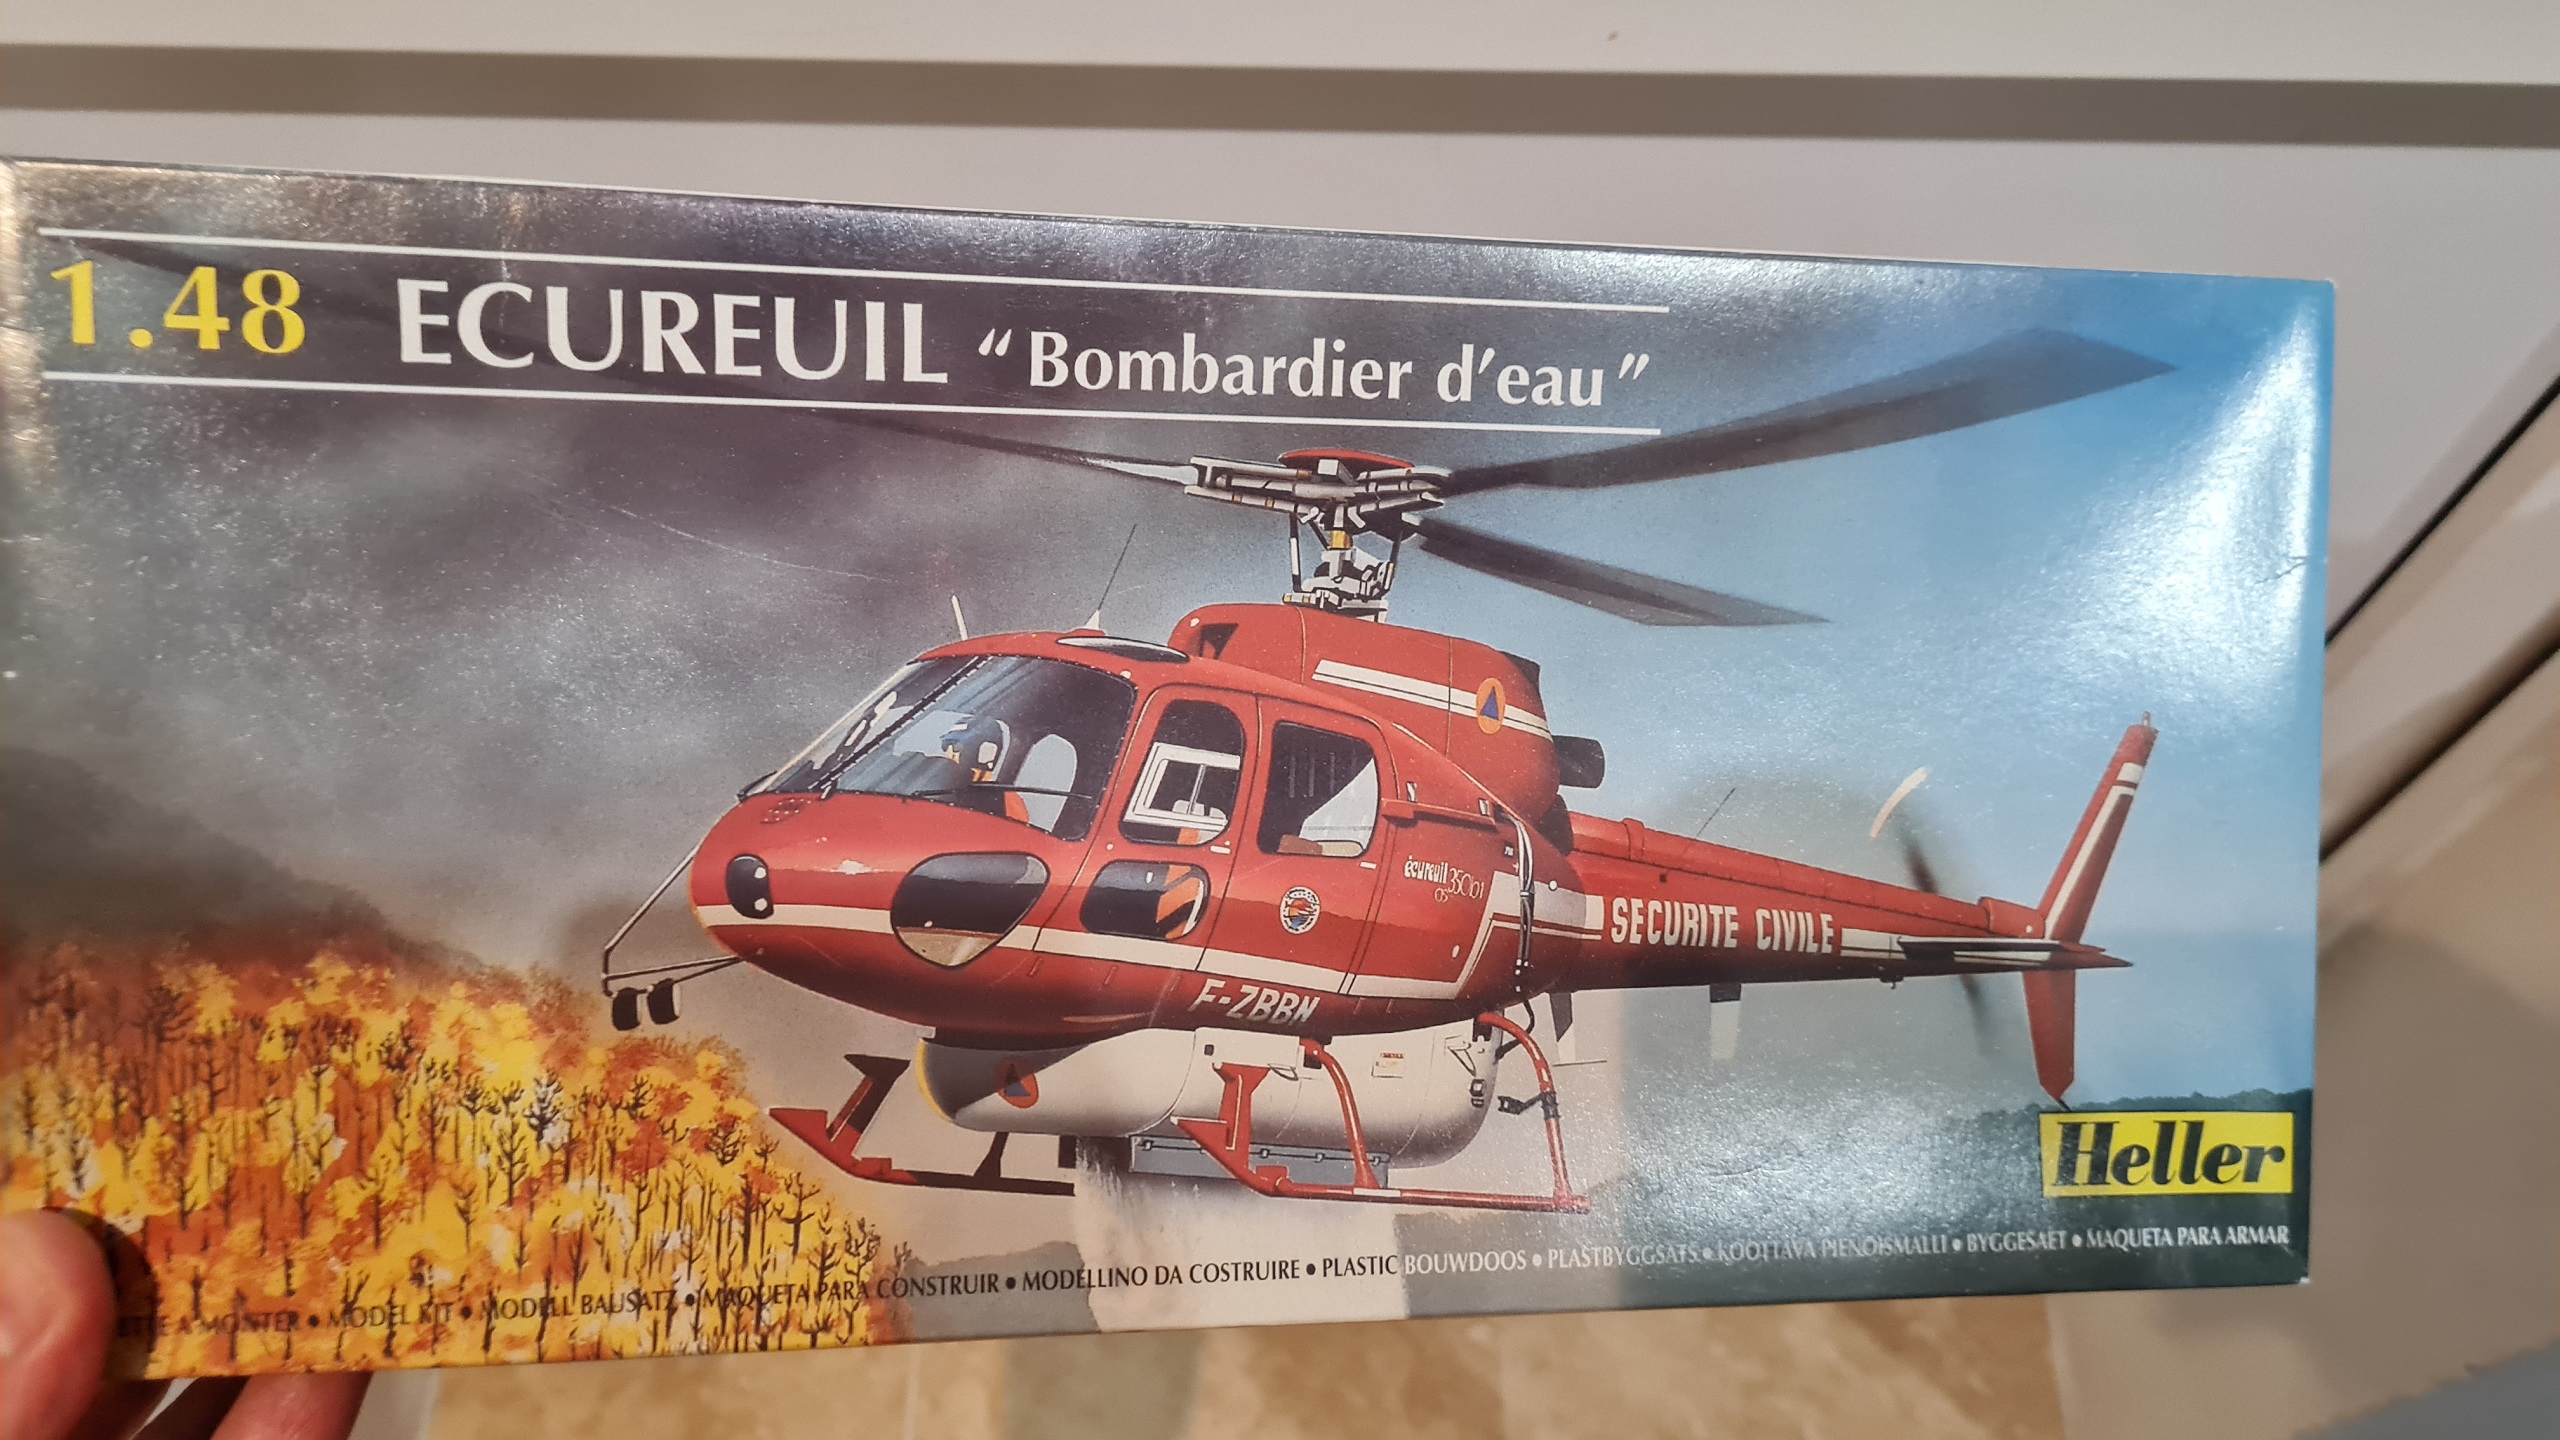 1.48 ECUREUIL "Bombardier d'eau"
écureuil 350b1
SECURITE CIVILE
F-ZBBN
Heller
A MONTER • MODEL KIT • MODELL BAUSATZ • MAQUETA PARA CONSTRUIR • MODELLINO DA COSTRUIRE • PLASTIC BOUWDOOS • PLASTBYGGSATS • KOOTTAVA PIENOISMALLI • BYGGESAET • MAQUETA PARA ARMAR